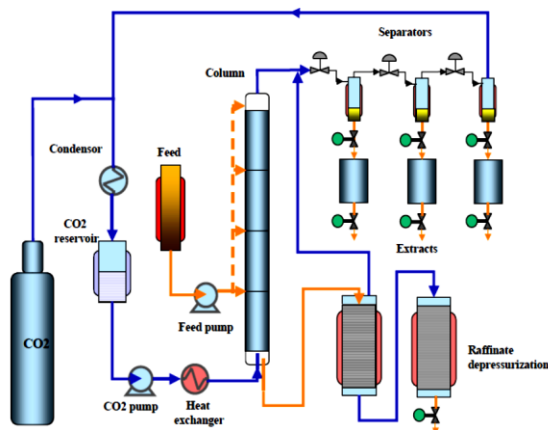 Separators
Column
Condensor
Feed
CO2
reservoir
Extracts
CO2
Feed pump
Raffinate
depressurization
CO2 pump
Heat
exchanger